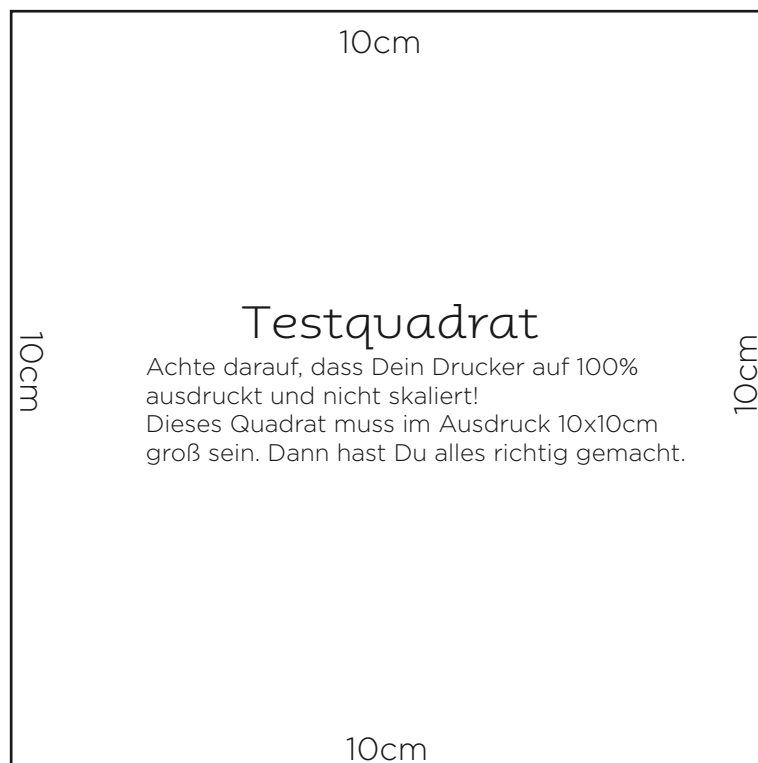 10cm
Testquadrat
10cm
Achte darauf, dass Dein Drucker auf 100%
ausdruckt und nicht skaliert!
Dieses Quadrat muss im Ausdruck 10x10cm
groß sein. Dann hast Du alles richtig gemacht.
10cm
10cm